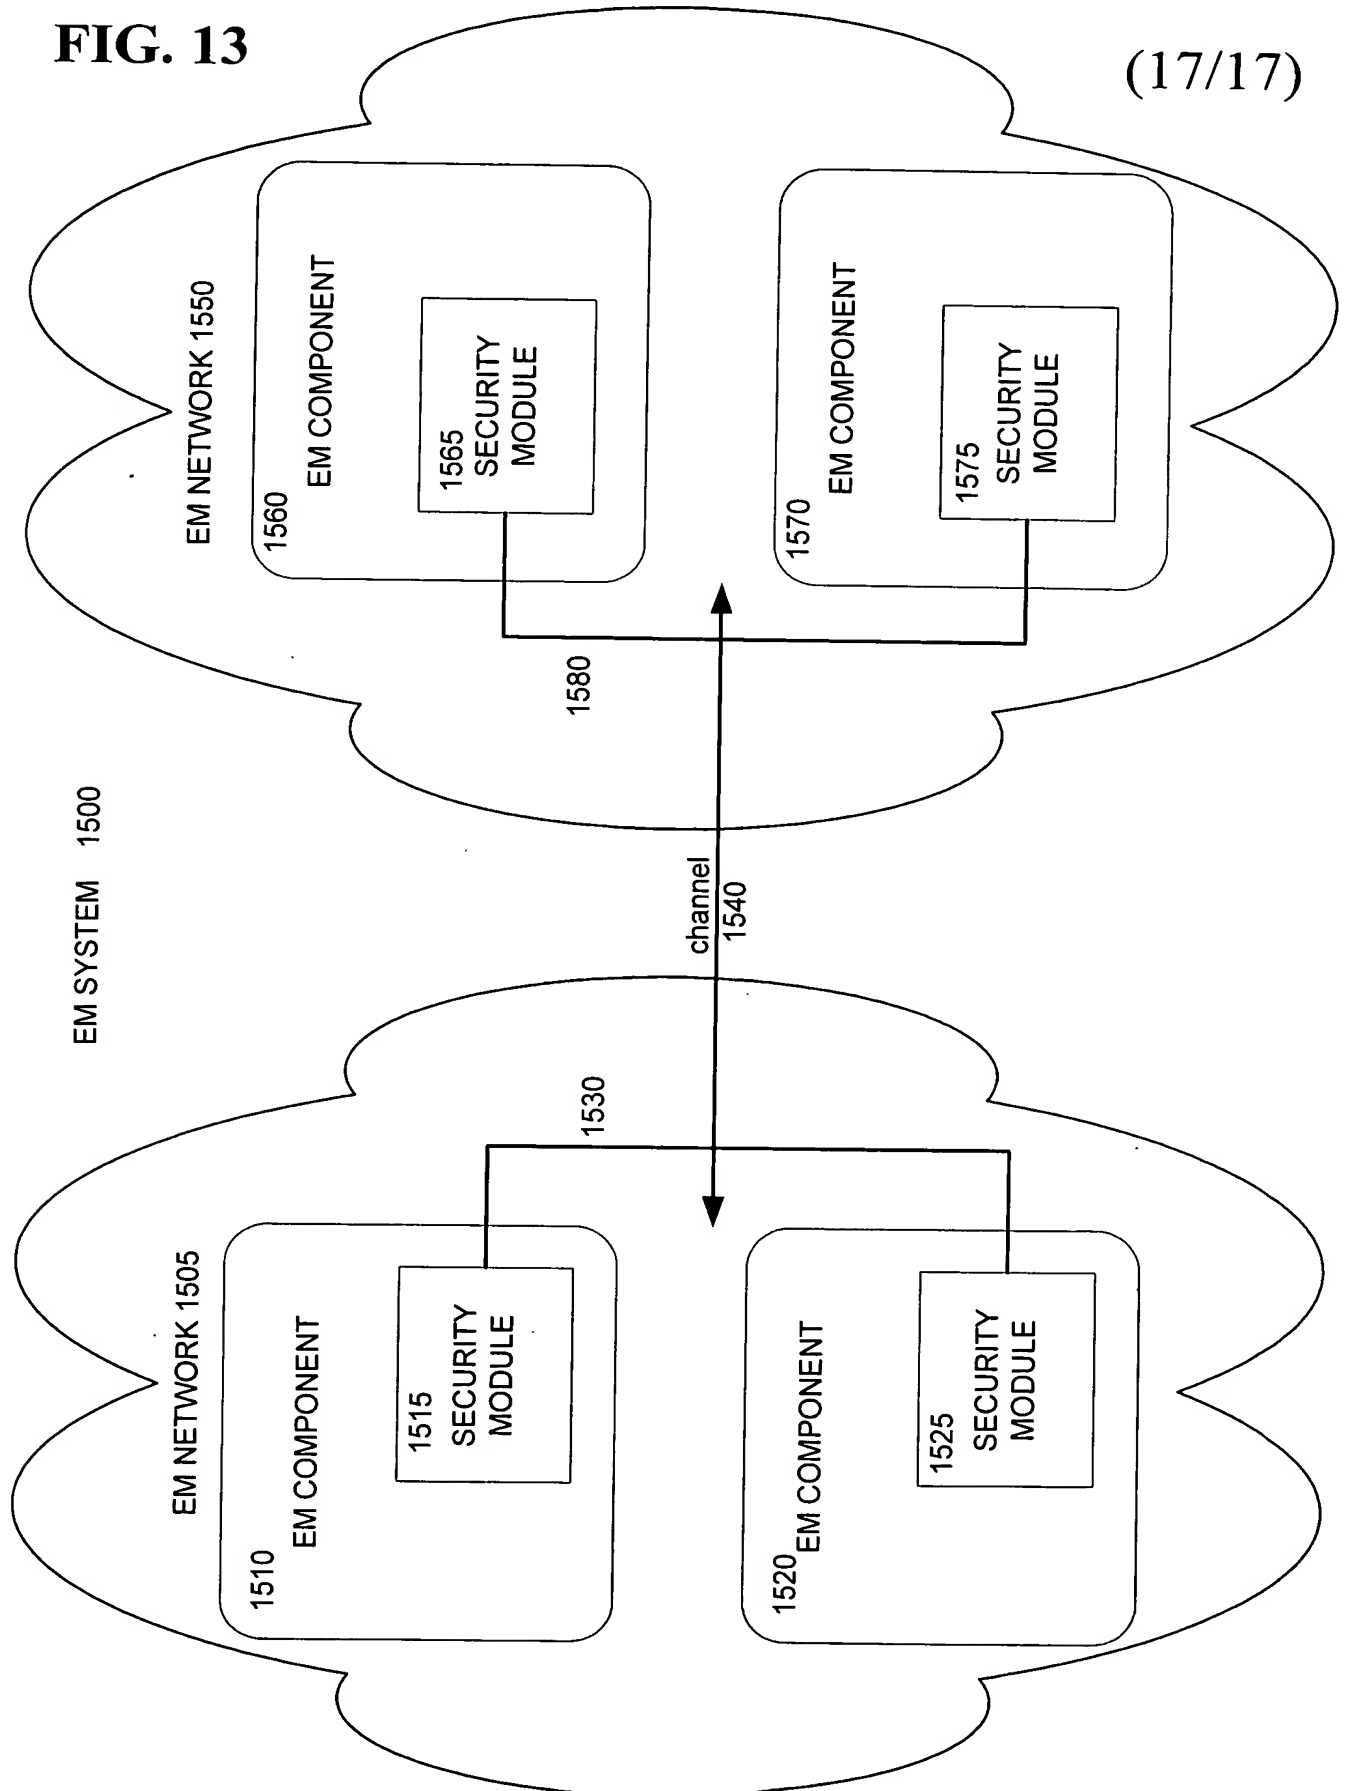 FIG. 13
(17/17)
EM SYSTEM 1500
EM NETWORK 1505
1510
EM COMPONENT
1515
SECURITY
MODULE
1520
EM COMPONENT
1525
SECURITY
MODULE
1530
channel
1540
EM NETWORK 1550
1560
EM COMPONENT
1565
SECURITY
MODULE
1570
EM COMPONENT
1575
SECURITY
MODULE
1580